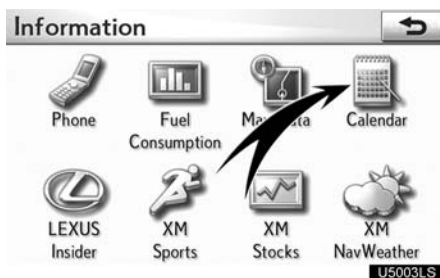 Information
Phone
Fuel
Consumption
Calendar
LEXUS
Insider
XM
Sports
XM
Stocks
XM
NavWeather
U5003LS